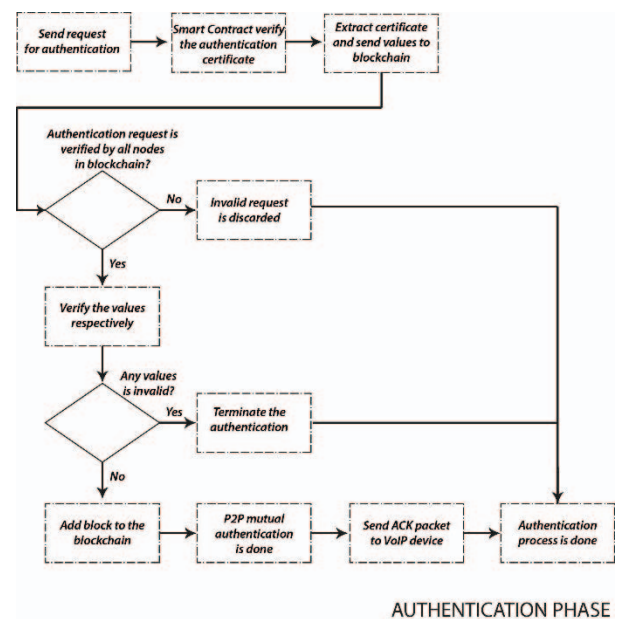 Send request
for authentication
Smart Contract verify
the authentication
certificate
Extract certificate
and send values to
blockchain
Authentication request is
verified by all nodes
in blockchain?
No
Invalid request
is discarded
Yes
Verify the values
respectively
Any values
is invalid?
Yes
Terminate the
authentication
No
Add block to the
blockchain
P2P mutual
authentication
is done
Send ACK packet
to VoIP device
Authentication
process is done
AUTHENTICATION PHASE